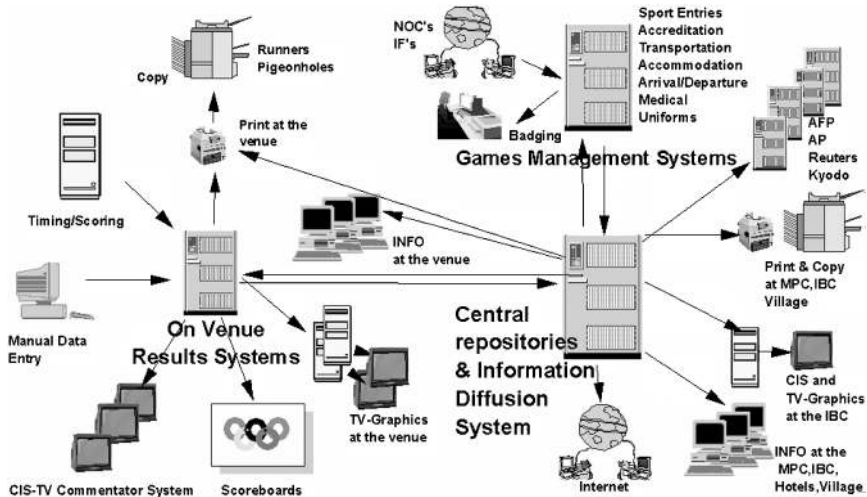 NOC's
IF's
Sport Entries
Accreditation
Transportation
Accommodation
Arrival/Departure
Medical
Uniforms
Runners
Pigeonholes
Copy
Badging
Games Management Systems
AFP
AP
Reuters
Kyodo
Print at the
venue
Timing/Scoring
INFO
at the venue
Print & Copy
at MPC,IBC
Village
Manual Data
Entry
On Venue
Results Systems
Central
repositories
& Information
Diffusion
System
TV-Graphics
at the venue
CIS and
TV-Graphics
at the IBC
INFO at the
MPC,IBC,
Hotels,Village
CIS-TV Commentator System
Scoreboards
Internet